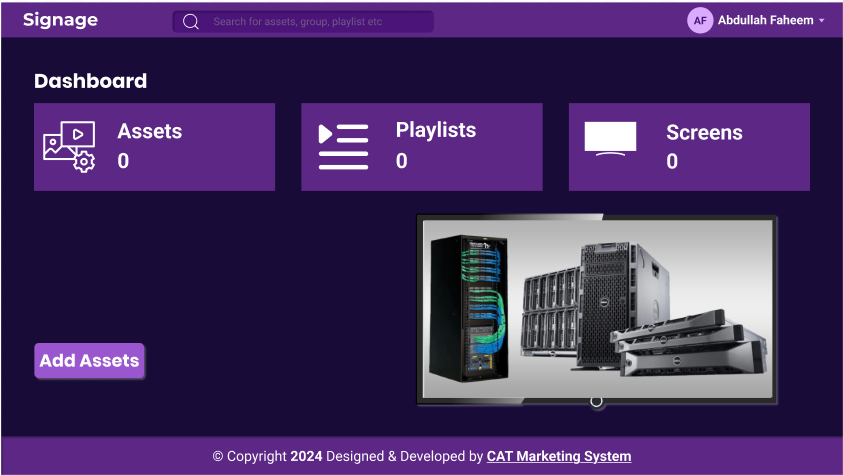 Signage
Search for assets, group, playlist etc
AF Abdullah Faheem
Dashboard
Assets
0
Playlists
0
Screens
0
Add Assets
© Copyright 2024 Designed & Developed by CAT Marketing System